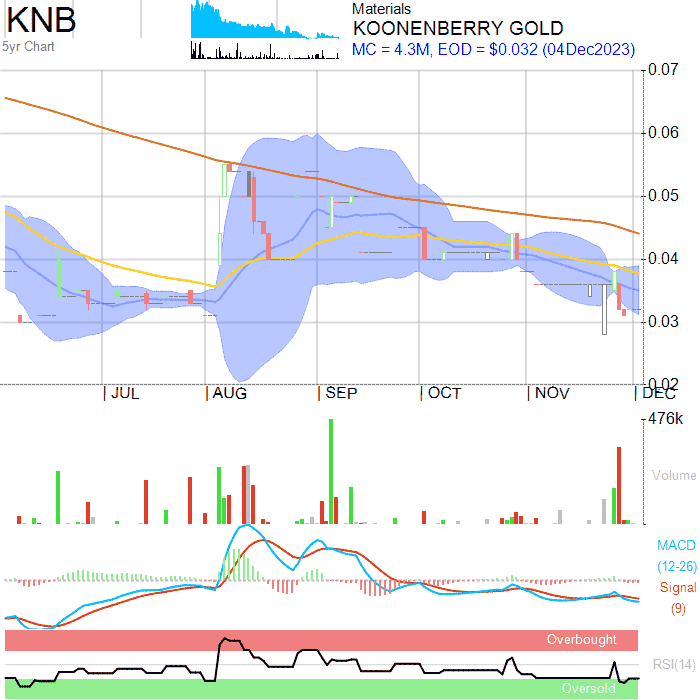 KNB
5yr Chart
Materials
KOONENBERRY GOLD
MC = 4.3M, EOD = $0.032 (04Dec2023)
0.07
0.06
0.05
0.04
0.03
0.02
JUL
AUG
SEP
OCT
NOV
DEC
476k
Volume
MACD
(12-26)
Signal
(9)
Overbought
RSI(14)
Oversold